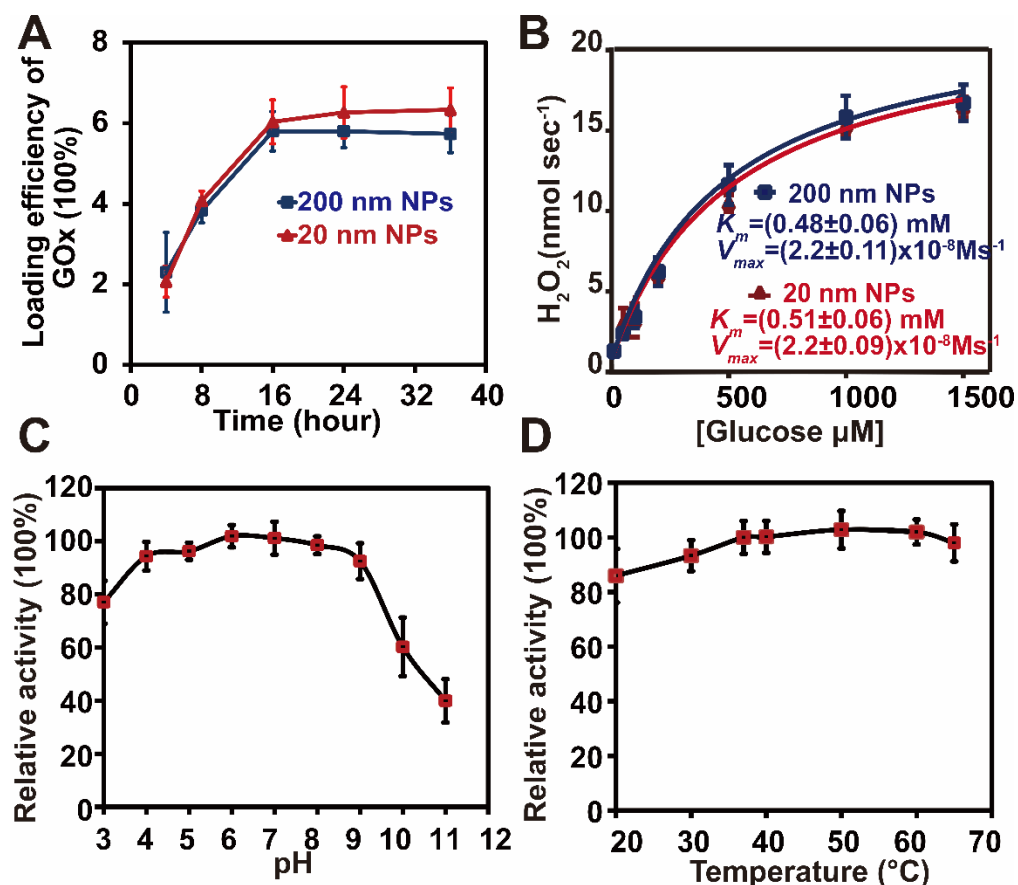 A
Loading efficiency of
GOx (100%)
8
6
4
2
0
200 nm NPs
20 nm NPs
0 8 16 24 32 40
Time (hour)
B
H₂O₂(nmol sec⁻¹)
20
15
10
5
0
200 nm NPs
Kₘ=(0.48±0.06) mM
Vₘₐₓ=(2.2±0.11)x10⁻⁸Ms⁻¹
20 nm NPs
Kₘ=(0.51±0.06) mM
Vₘₐₓ=(2.2±0.09)x10⁻⁸Ms⁻¹
0 500 1000 1500
[Glucose µM]
C
Relative activity (100%)
120
100
80
60
40
20
0
3 4 5 6 7 8 9 10 11 12
pH
D
Relative activity (100%)
120
100
80
60
40
20
0
20 30 40 50 60 70
Temperature (°C)